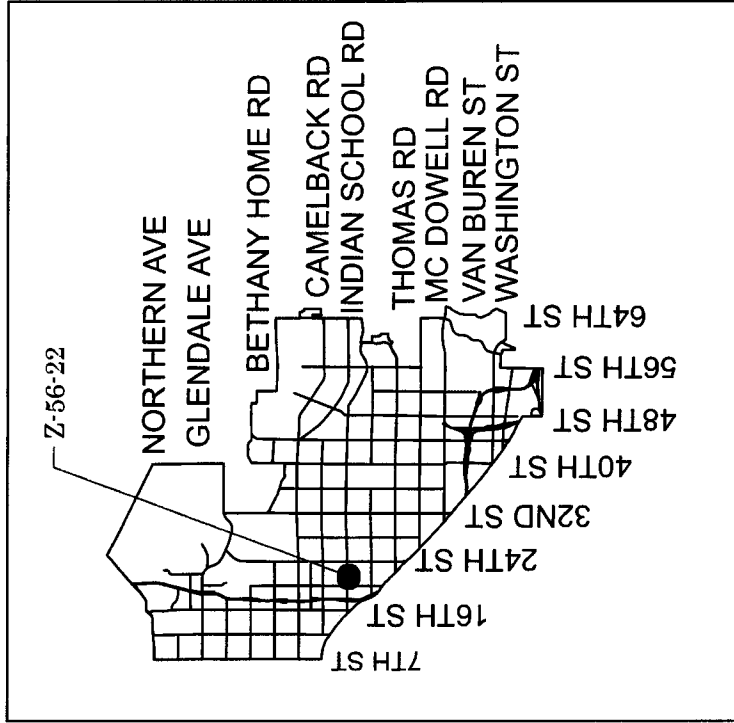 Z-56-22
NORTHERN AVE
GLENDALE AVE
BETHANY HOME RD
CAMELBACK RD
INDIAN SCHOOL RD
THOMAS RD
MC DOWELL RD
VAN BUREN ST
WASHINGTON ST
7TH ST
16TH ST
24TH ST
32ND ST
40TH ST
48TH ST
56TH ST
64TH ST